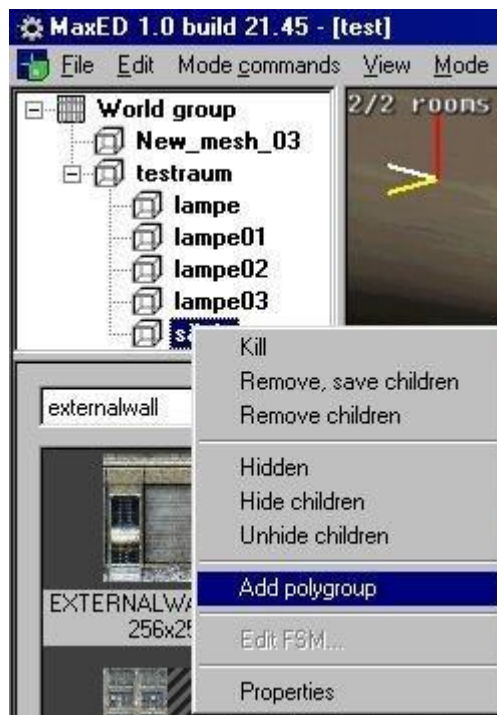 MaxED 1.0 build 21.45 - [test]
File Edit Mode commands View Mode
World group
New_mesh_03
testraum
lampe
lampe01
lampe02
lampe03
2/2 rooms
Kill
Remove, save children
Remove children
Hidden
Hide children
Unhide children
Add polygroup
Edit FSM...
Properties
externalwall
EXTERNALWA
256x25